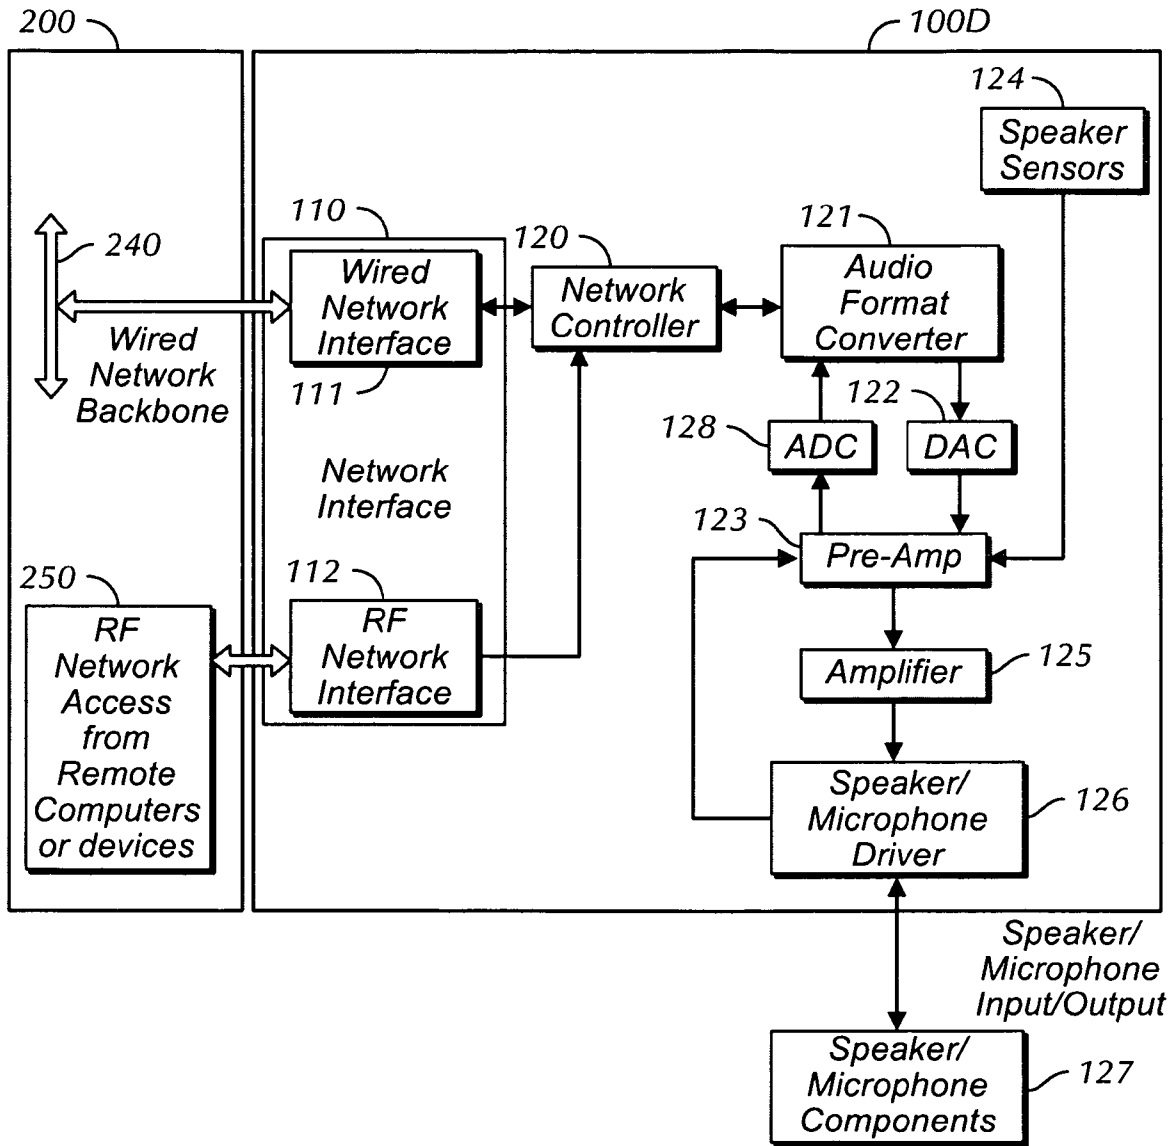 200
100D
124
Speaker
Sensors
110
120
121
240
Wired
Network
Interface
Network
Controller
Audio
Format
Converter
Wired
Network
Backbone
111
128
122
ADC
DAC
Network
Interface
123
Pre-Amp
250
112
RF
Network
Access
from
Remote
Computers
or devices
RF
Network
Interface
Amplifier
125
Speaker/
Microphone
Driver
126
Speaker/
Microphone
Input/Output
Speaker/
Microphone
Components
127